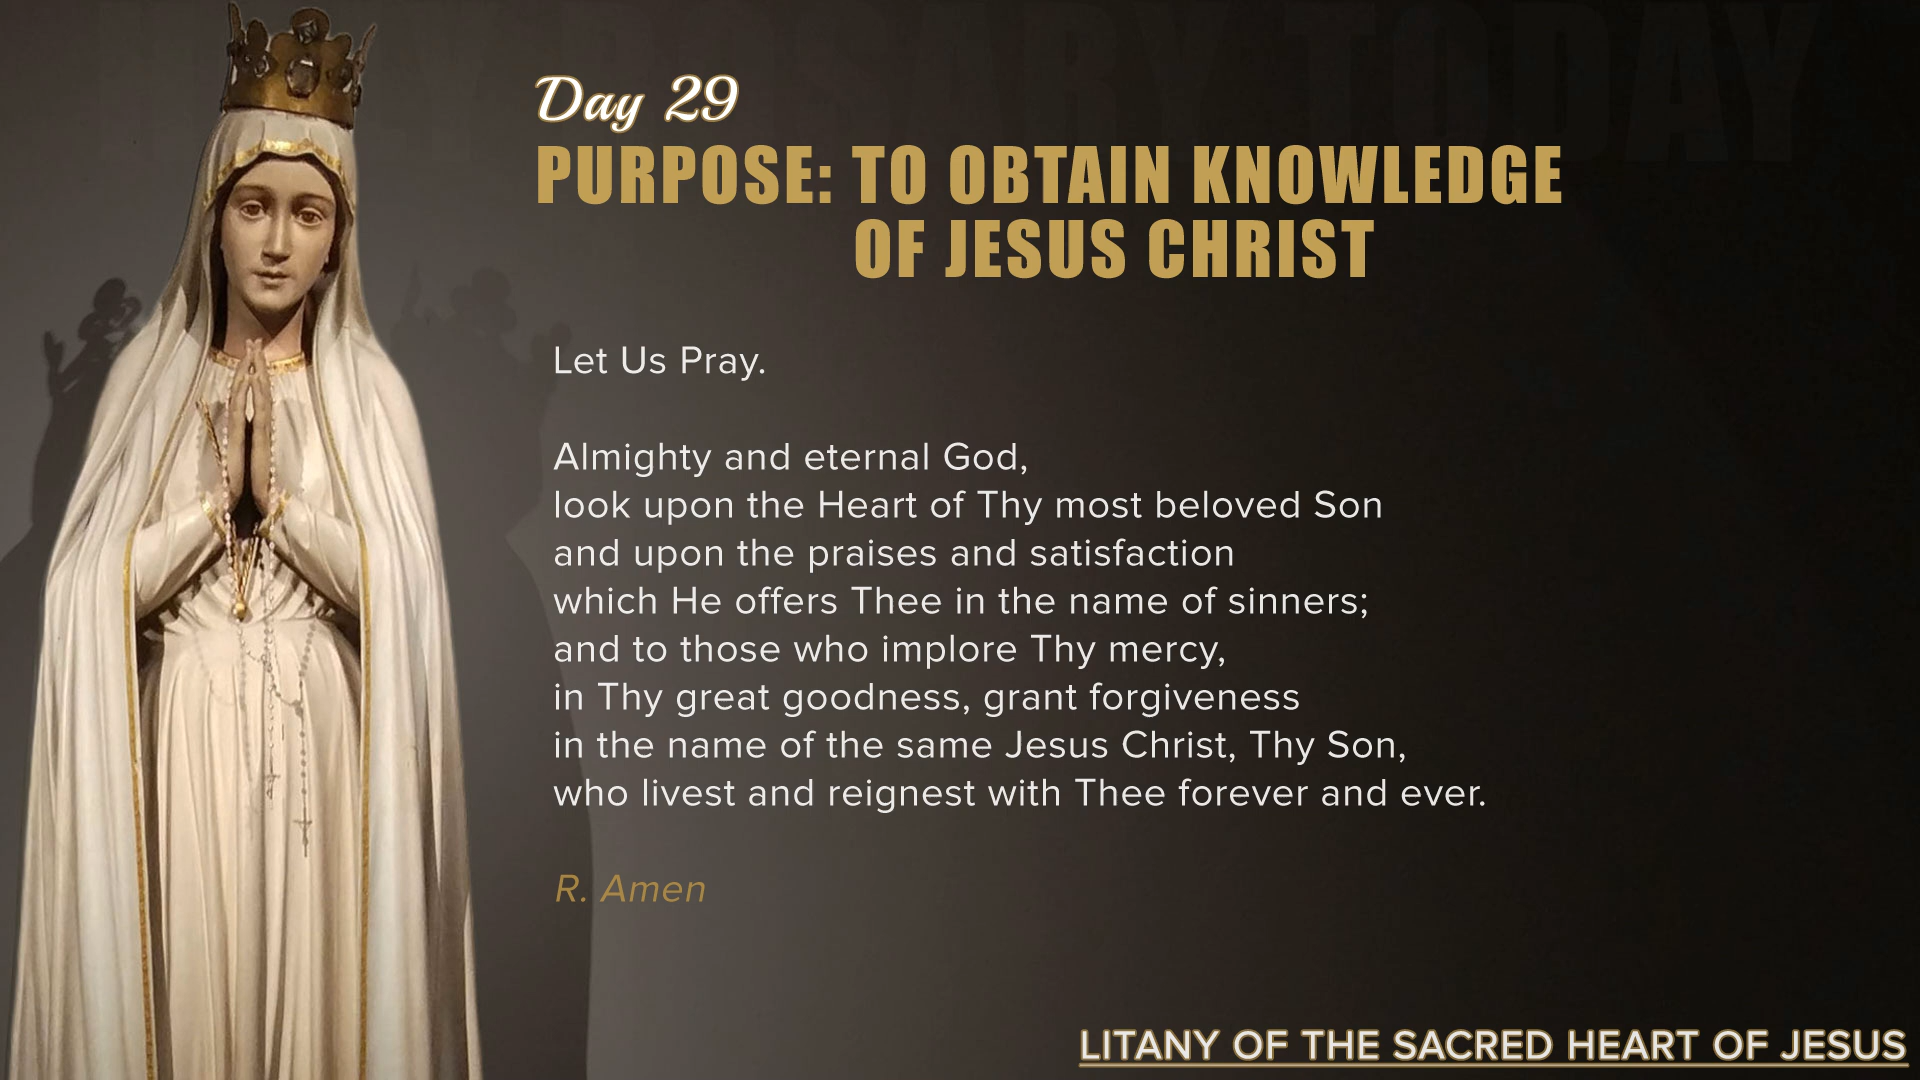 HOLY ROSARY TODAY
Day 29
PURPOSE: TO OBTAIN KNOWLEDGE
OF JESUS CHRIST
Let Us Pray.
Almighty and eternal God,
look upon the Heart of Thy most beloved Son
and upon the praises and satisfaction
which He offers Thee in the name of sinners;
and to those who implore Thy mercy,
in Thy great goodness, grant forgiveness
in the name of the same Jesus Christ, Thy Son,
who livest and reignest with Thee forever and ever.
R. Amen
LITANY OF THE SACRED HEART OF JESUS